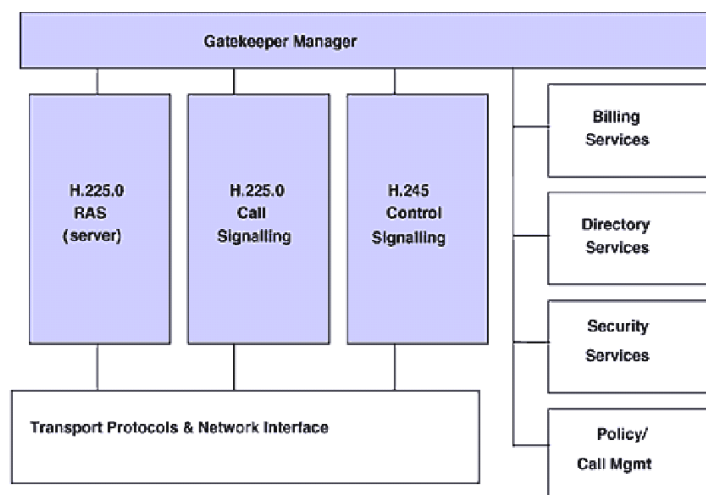 Gatekeeper Manager
H.225.0
RAS
(server)
H.225.0
Call
Signalling
H.245
Control
Signalling
Billing
Services
Directory
Services
Security
Services
Policy/
Call Mgmt
Transport Protocols & Network Interface